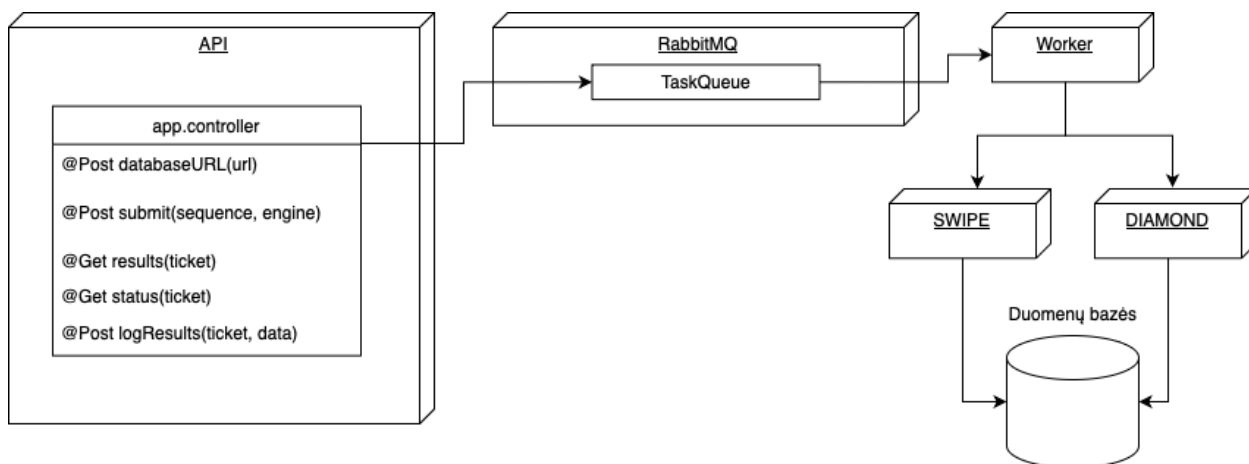 API
app.controller
@Post databaseURL(url)
@Post submit(sequence, engine)
@Get results(ticket)
@Get status(ticket)
@Post logResults(ticket, data)
RabbitMQ
TaskQueue
Worker
SWIPE
DIAMOND
Duomenų bazės